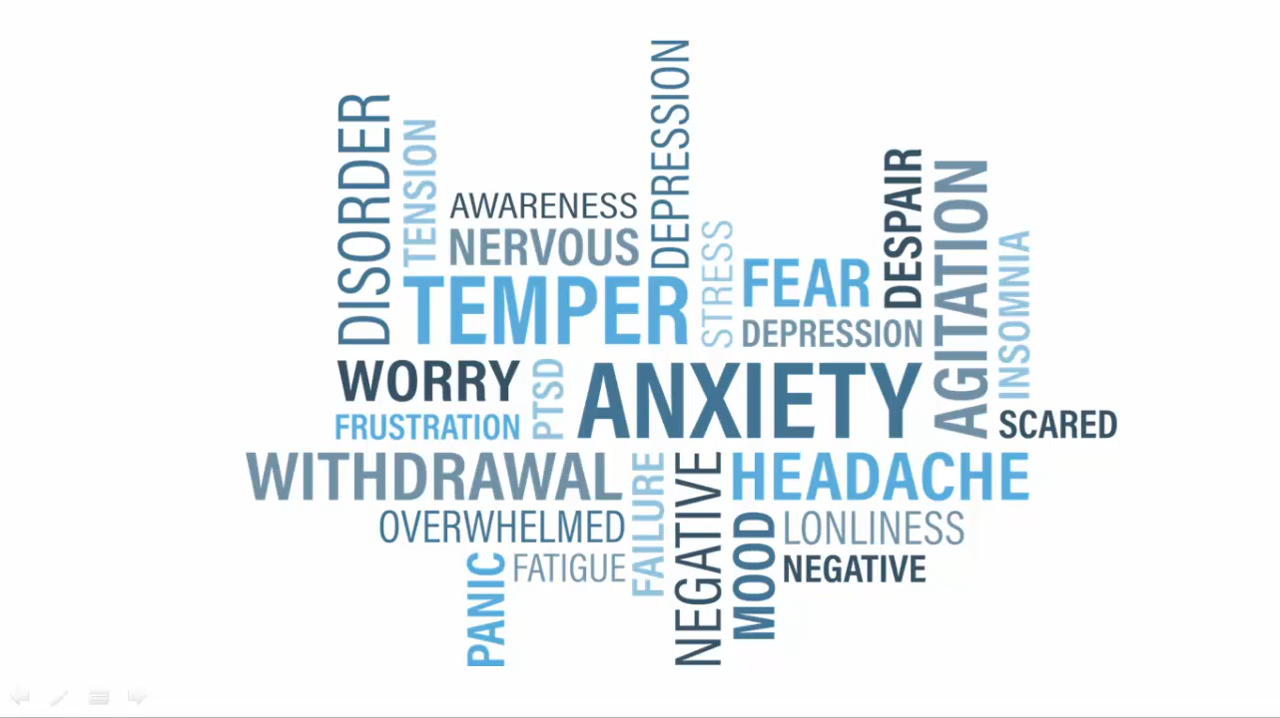 DISORDER
TENSION
AWARENESS
NERVOUS
DEPRESSION
TEMPER
STRESS
FEAR
DEPRESSION
DESPAIR
AGITATION
INSOMNIA
WORRY
FRUSTRATION
PTSD
ANXIETY
SCARED
WITHDRAWAL
OVERWHELMED
PANIC
FATIGUE
FAILURE
NEGATIVE
HEADACHE
MOOD
LONLINESS
NEGATIVE